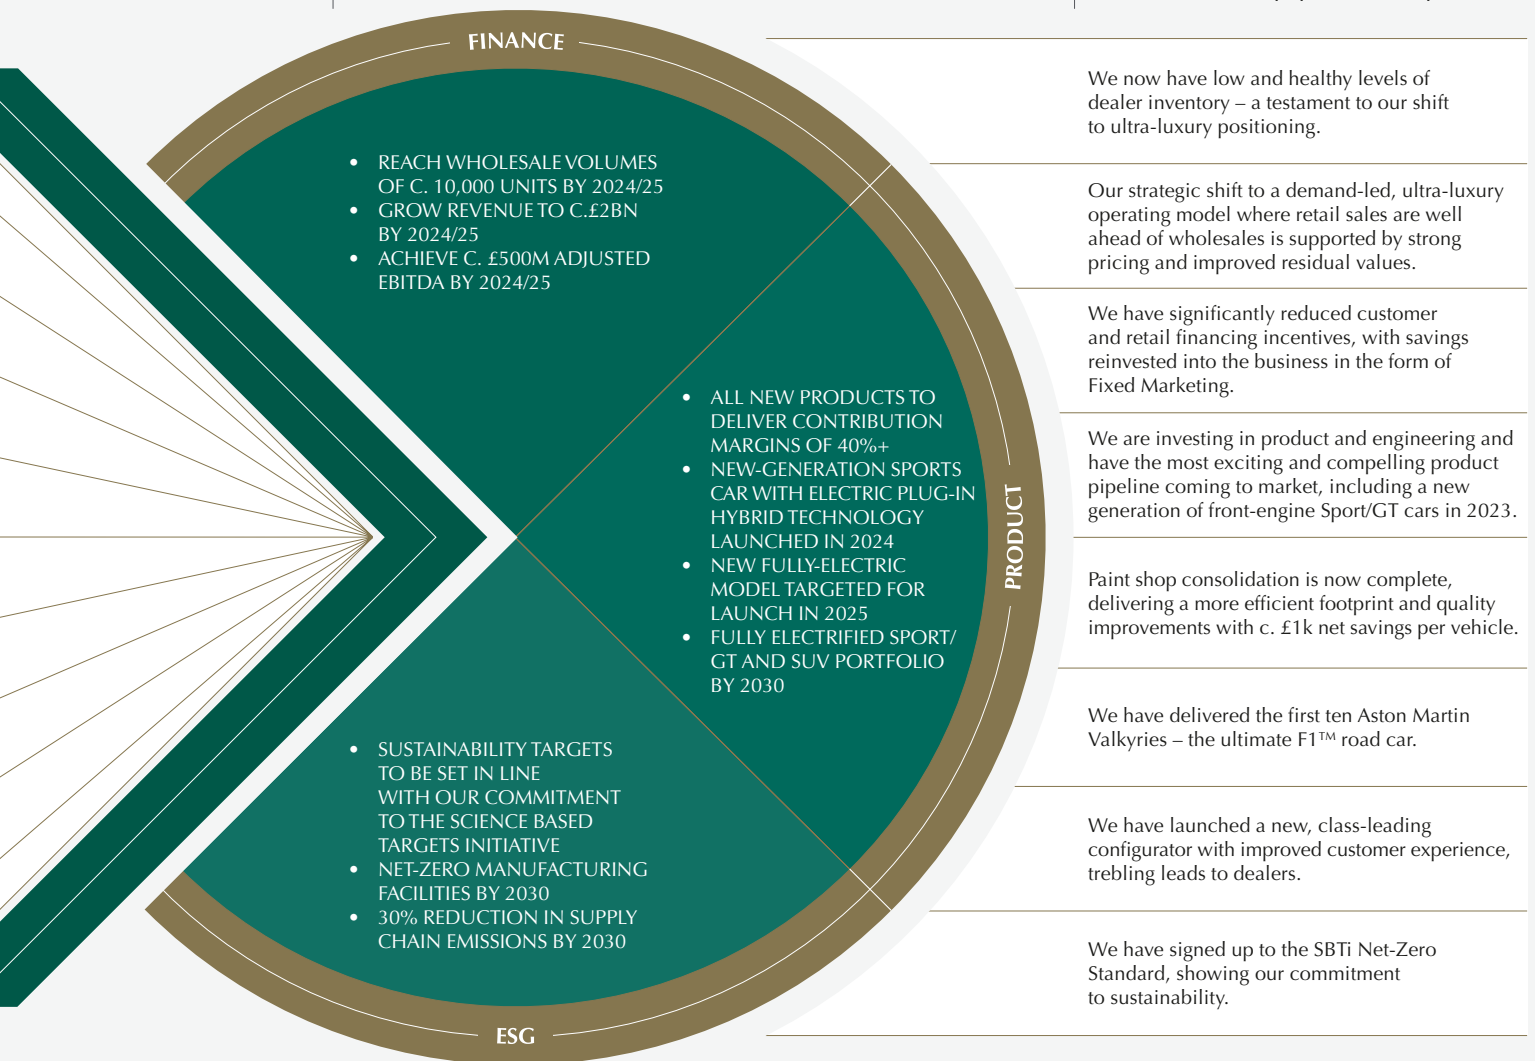 FINANCE
• REACH WHOLESALE VOLUMES
OF C. 10,000 UNITS BY 2024/25
• GROW REVENUE TO C.£2BN
BY 2024/25
• ACHIEVE C. £500M ADJUSTED
EBITDA BY 2024/25
• ALL NEW PRODUCTS TO
DELIVER CONTRIBUTION
MARGINS OF 40%+
• NEW-GENERATION SPORTS
CAR WITH ELECTRIC PLUG-IN
HYBRID TECHNOLOGY
LAUNCHED IN 2024
• NEW FULLY-ELECTRIC
MODEL TARGETED FOR
LAUNCH IN 2025
• FULLY ELECTRIFIED SPORT/
GT AND SUV PORTFOLIO
BY 2030
PRODUCT
• SUSTAINABILITY TARGETS
TO BE SET IN LINE
WITH OUR COMMITMENT
TO THE SCIENCE BASED
TARGETS INITIATIVE
• NET-ZERO MANUFACTURING
FACILITIES BY 2030
• 30% REDUCTION IN SUPPLY
CHAIN EMISSIONS BY 2030
ESG
We now have low and healthy levels of
dealer inventory – a testament to our shift
to ultra-luxury positioning.
Our strategic shift to a demand-led, ultra-luxury
operating model where retail sales are well
ahead of wholesales is supported by strong
pricing and improved residual values.
We have significantly reduced customer
and retail financing incentives, with savings
reinvested into the business in the form of
Fixed Marketing.
We are investing in product and engineering and
have the most exciting and compelling product
pipeline coming to market, including a new
generation of front-engine Sport/GT cars in 2023.
Paint shop consolidation is now complete,
delivering a more efficient footprint and quality
improvements with c. £1k net savings per vehicle.
We have delivered the first ten Aston Martin
Valkyries – the ultimate F1™ road car.
We have launched a new, class-leading
configurator with improved customer experience,
trebling leads to dealers.
We have signed up to the SBTi Net-Zero
Standard, showing our commitment
to sustainability.